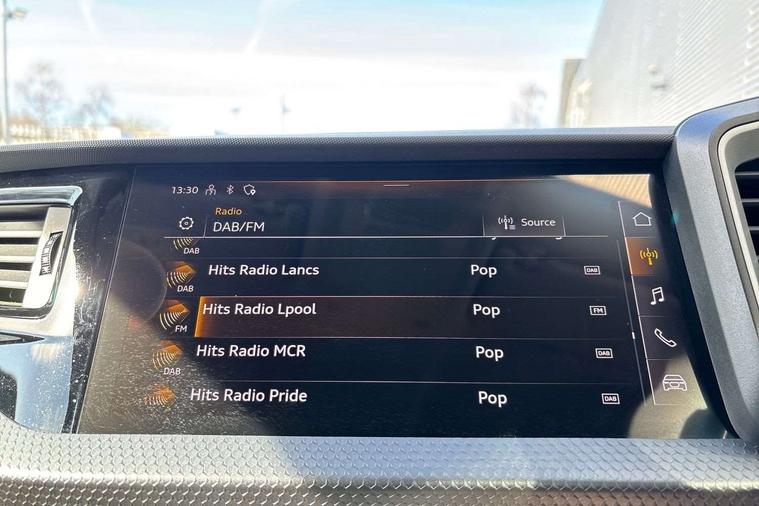 13:30
Radio
DAB/FM
Source
DAB
Hits Radio Lancs Pop DAB
DAB
Hits Radio Lpool Pop FM
FM
Hits Radio MCR Pop DAB
DAB
Hits Radio Pride Pop DAB